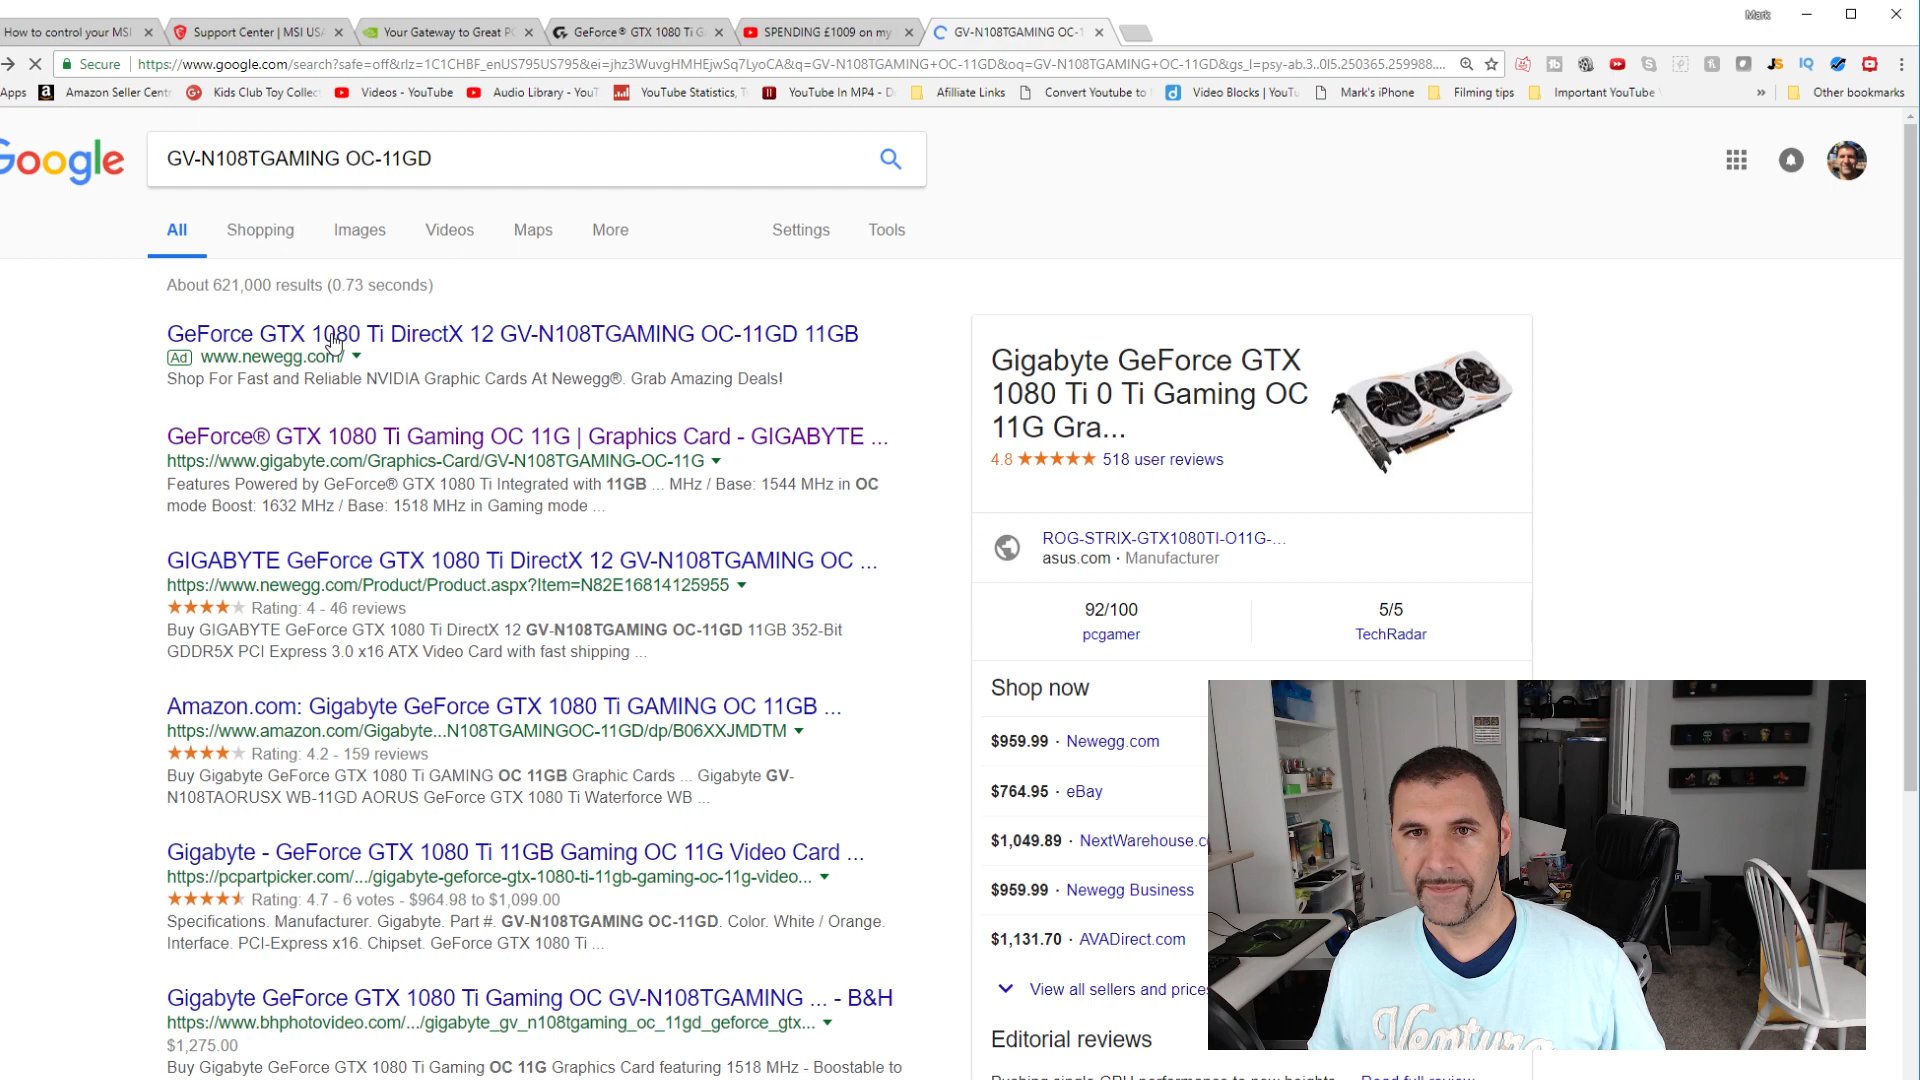 Mark
How to control your MSI
Support Center | MSI USA
Your Gateway to Great PC
GeForce® GTX 1080 Ti G
SPENDING £1009 on my
GV-N108TGAMING OC-1
Secure
https://www.google.com/search?safe=off&rlz=1C1CHBF_enUS795US795&ei=jhz3WuvgHMHEjwSq7LyoCA&q=GV-N108TGAMING+OC-11GD&oq=GV-N108TGAMING+OC-11GD&gs_l=psy-ab.3..0l5.250365.259988....
Apps
Amazon Seller Cent
Kids Club Toy Collec
Videos - YouTube
Audio Library - YouT
YouTube Statistics, T
YouTube In MP4 - D
Afilliate Links
Convert Youtube to
Video Blocks | YouTu
Mark's iPhone
Filming tips
Important YouTube
Other bookmarks
Google
GV-N108TGAMING OC-11GD
All Shopping Images Videos Maps More Settings Tools
About 621,000 results (0.73 seconds)
GeForce GTX 1080 Ti DirectX 12 GV-N108TGAMING OC-11GD 11GB
Ad www.newegg.com/
Shop For Fast and Reliable NVIDIA Graphic Cards At Newegg®. Grab Amazing Deals!
GeForce® GTX 1080 Ti Gaming OC 11G | Graphics Card - GIGABYTE ...
https://www.gigabyte.com/Graphics-Card/GV-N108TGAMING-OC-11G
Features Powered by GeForce® GTX 1080 Ti Integrated with 11GB ... MHz / Base: 1544 MHz in OC
mode Boost: 1632 MHz / Base: 1518 MHz in Gaming mode ...
GIGABYTE GeForce GTX 1080 Ti DirectX 12 GV-N108TGAMING OC ...
https://www.newegg.com/Product/Product.aspx?Item=N82E16814125955
Rating: 4 - 46 reviews
Buy GIGABYTE GeForce GTX 1080 Ti DirectX 12 GV-N108TGAMING OC-11GD 11GB 352-Bit
GDDR5X PCI Express 3.0 x16 ATX Video Card with fast shipping ...
Amazon.com: Gigabyte GeForce GTX 1080 Ti GAMING OC 11GB ...
https://www.amazon.com/Gigabyte...N108TGAMINGOC-11GD/dp/B06XXJMDTM
Rating: 4.2 - 159 reviews
Buy Gigabyte GeForce GTX 1080 Ti GAMING OC 11GB Graphic Cards ... Gigabyte GV-
N108TAORUSX WB-11GD AORUS GeForce GTX 1080 Ti Waterforce WB ...
Gigabyte - GeForce GTX 1080 Ti 11GB Gaming OC 11G Video Card ...
https://pcpartpicker.com/.../gigabyte-geforce-gtx-1080-ti-11gb-gaming-oc-11g-video...
Rating: 4.7 - 6 votes - $964.98 to $1,099.00
Specifications. Manufacturer. Gigabyte. Part #. GV-N108TGAMING OC-11GD. Color. White / Orange.
Interface. PCI-Express x16. Chipset. GeForce GTX 1080 Ti ...
Gigabyte GeForce GTX 1080 Ti Gaming OC GV-N108TGAMING ... - B&H
https://www.bhphotovideo.com/.../gigabyte_gv_n108tgaming_oc_11gd_geforce_gtx...
$1,275.00
Buy Gigabyte GeForce GTX 1080 Ti Gaming OC 11G Graphics Card featuring 1518 MHz - Boostable to
Gigabyte GeForce GTX
1080 Ti 0 Ti Gaming OC
11G Gra...
4.8 518 user reviews
ROG-STRIX-GTX1080TI-O11G-...
asus.com · Manufacturer
92/100
pcgamer
5/5
TechRadar
Shop now
$959.99 · Newegg.com
$764.95 · eBay
$1,049.89 · NextWarehouse.c
$959.99 · Newegg Business
$1,131.70 · AVADirect.com
View all sellers and prices
Editorial reviews
Ventura